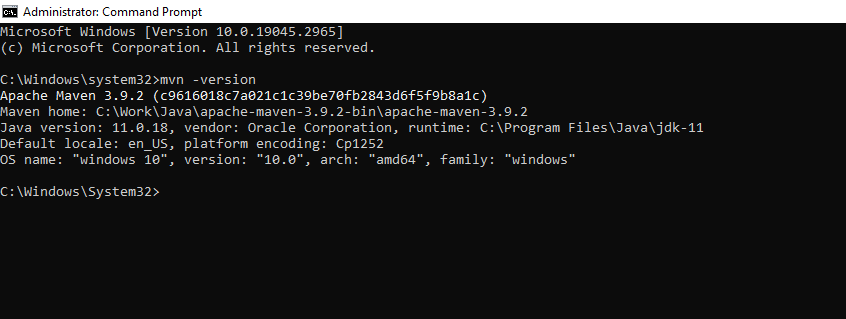 Administrator: Command Prompt
Microsoft Windows [Version 10.0.19045.2965]
(c) Microsoft Corporation. All rights reserved.
C:\Windows\system32>mvn -version
Apache Maven 3.9.2 (c9616018c7a021c1c39be70fb2843d6f5f9b8a1c)
Maven home: C:\Work\Java\apache-maven-3.9.2-bin\apache-maven-3.9.2
Java version: 11.0.18, vendor: Oracle Corporation, runtime: C:\Program Files\Java\jdk-11
Default locale: en_US, platform encoding: Cp1252
OS name: "windows 10", version: "10.0", arch: "amd64", family: "windows"
C:\Windows\System32>